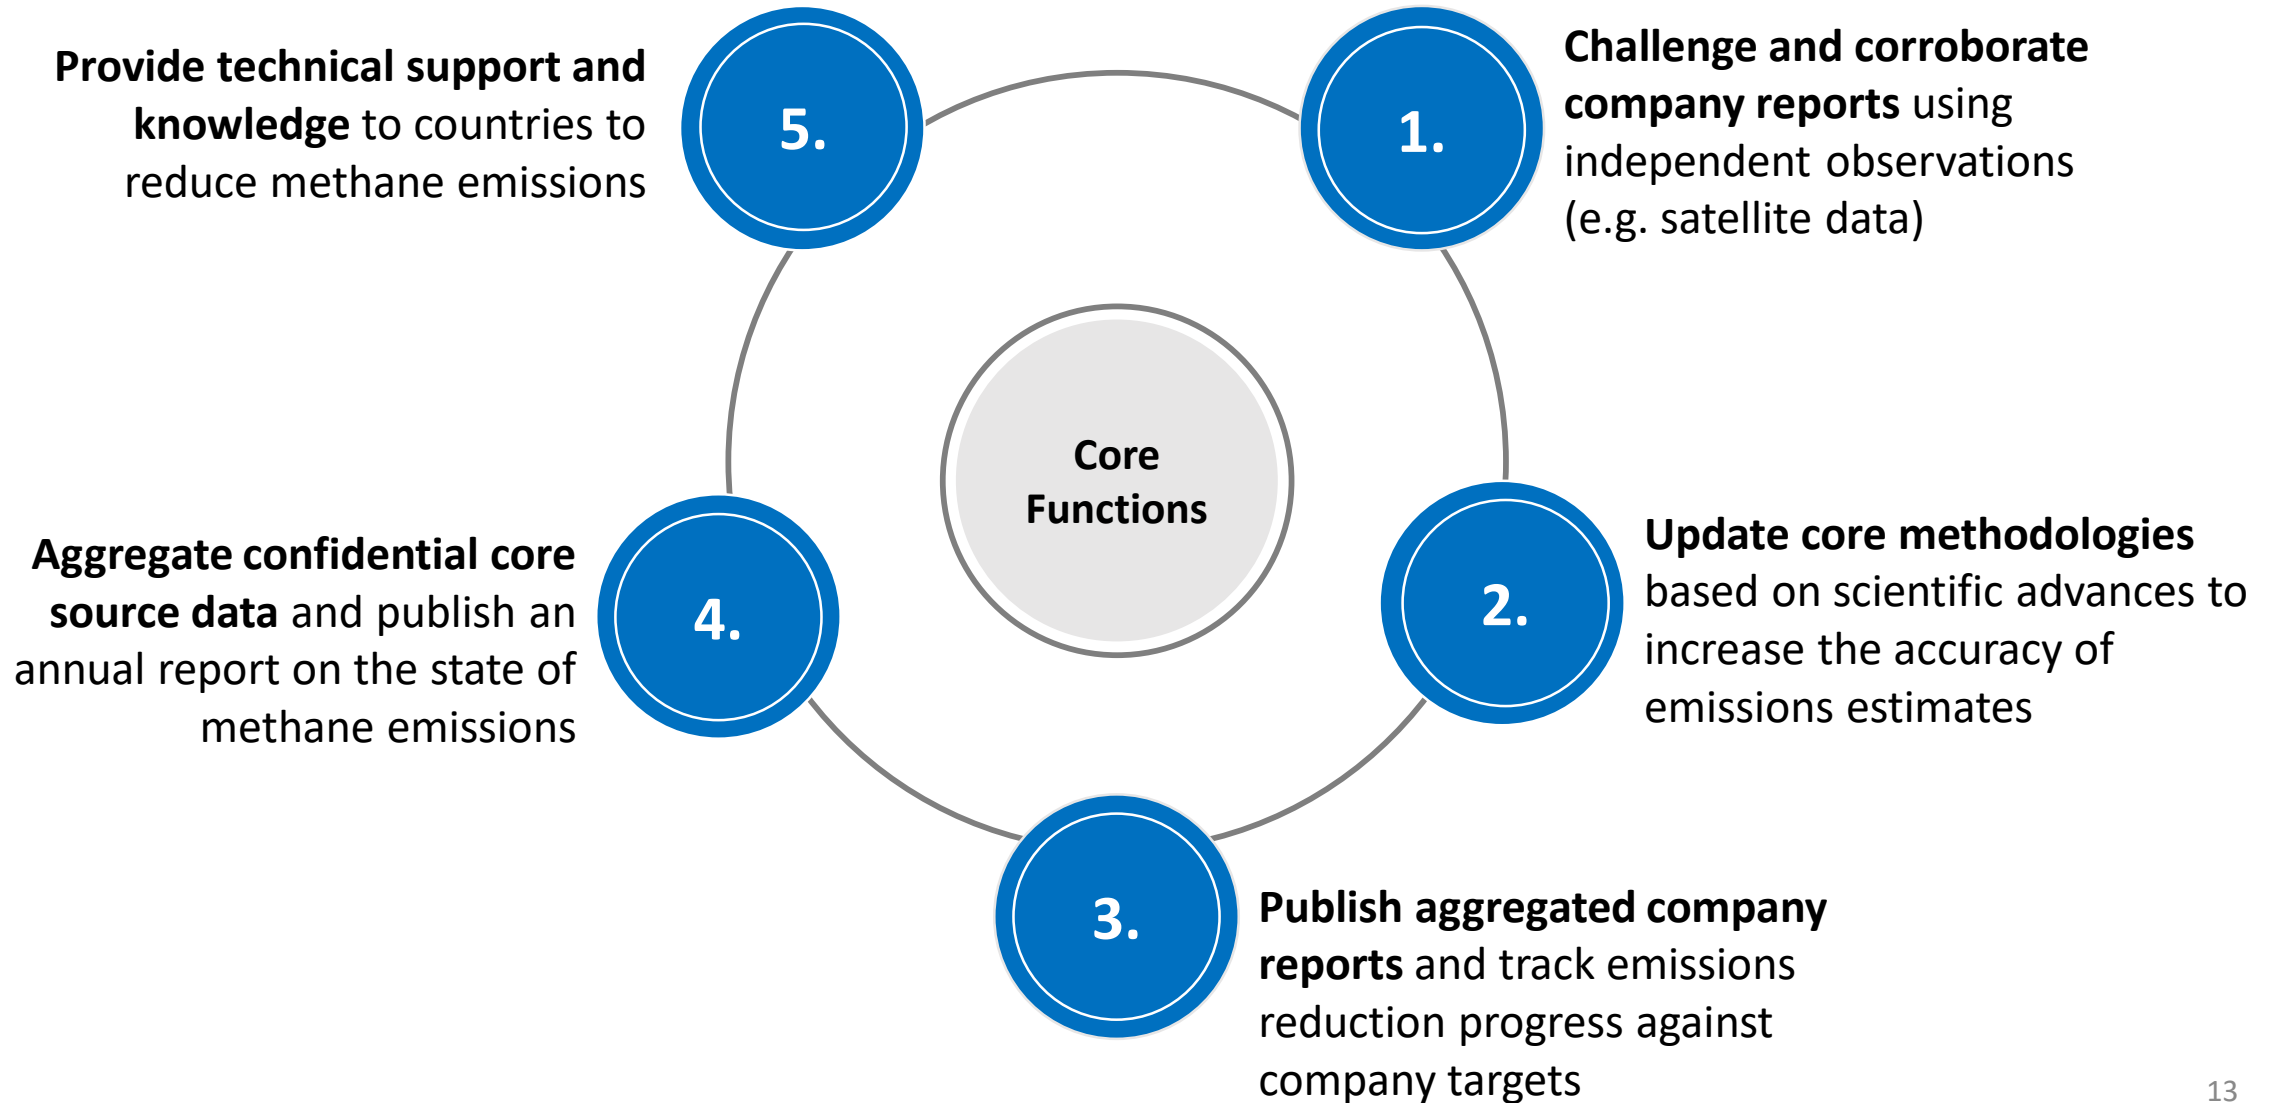 Core
Functions
1.
Challenge and corroborate
company reports using
independent observations
(e.g. satellite data)
2.
Update core methodologies
based on scientific advances to
increase the accuracy of
emissions estimates
3.
Publish aggregated company
reports and track emissions
reduction progress against
company targets
4.
Aggregate confidential core
source data and publish an
annual report on the state of
methane emissions
5.
Provide technical support and
knowledge to countries to
reduce methane emissions
13